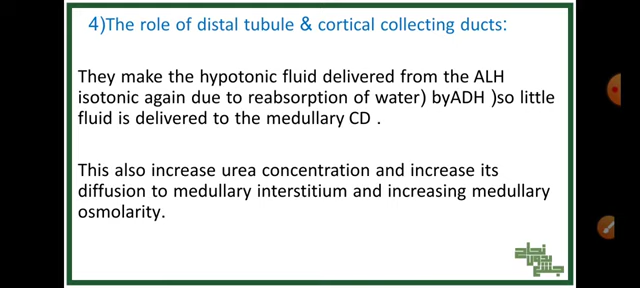 4)The role of distal tubule & cortical collecting ducts:
They make the hypotonic fluid delivered from the ALH
isotonic again due to reabsorption of water) byADH )so little
fluid is delivered to the medullary CD .
This also increase urea concentration and increase its
diffusion to medullary interstitium and increasing medullary
osmolarity.